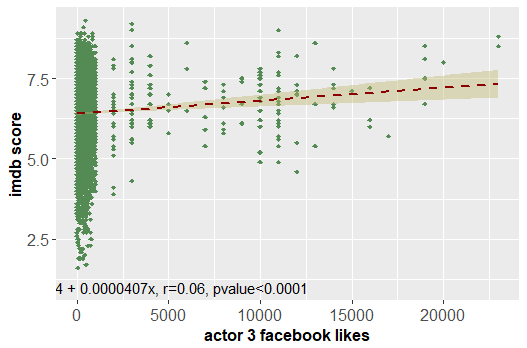 imdb score
7.5
5.0
2.5
4 + 0.0000407x, r=0.06, pvalue<0.0001
0 5000 10000 15000 20000
actor 3 facebook likes